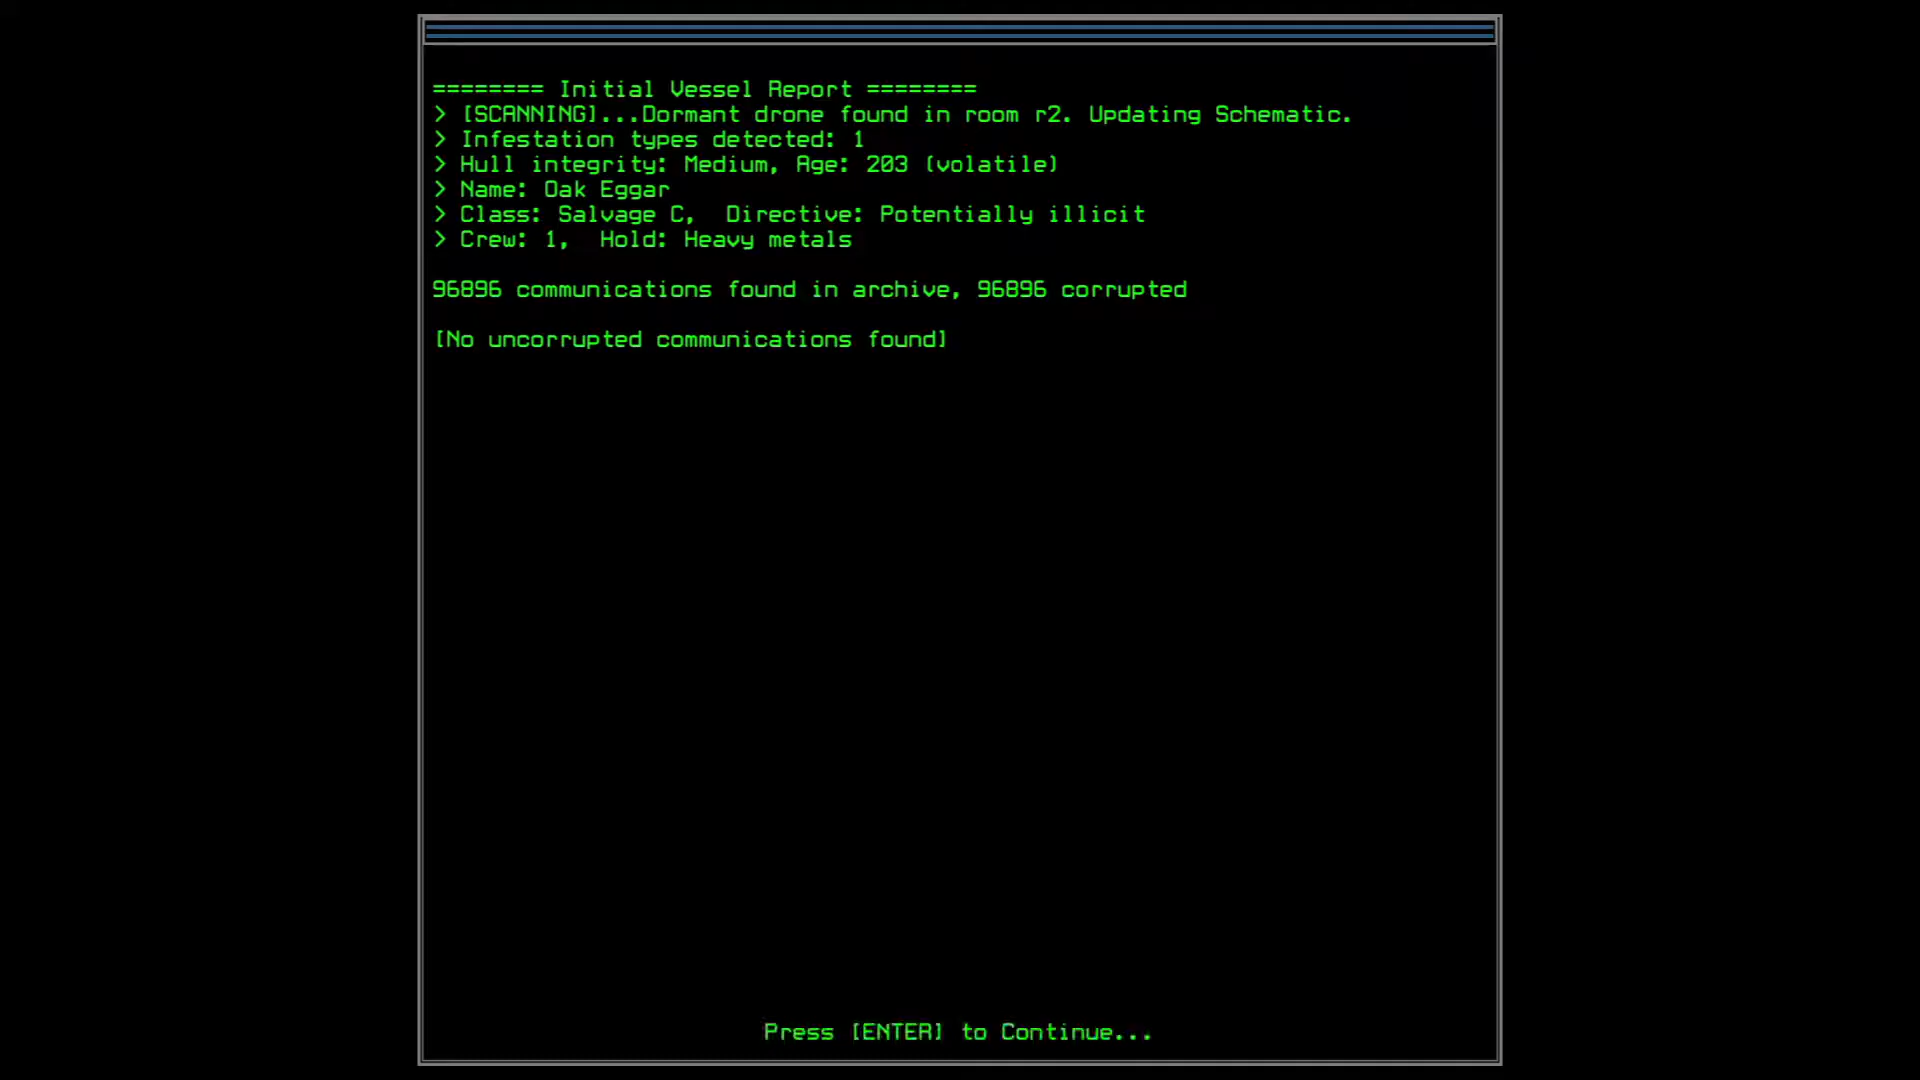 ======== Initial Vessel Report ========
> [SCANNING]...Dormant drone found in room r2. Updating Schematic.
> Infestation types detected: 1
> Hull integrity: Medium, Age: 203 (volatile)
> Name: Oak Eggar
> Class: Salvage C,  Directive: Potentially illicit
> Crew: 1,  Hold: Heavy metals
96896 communications found in archive, 96896 corrupted
[No uncorrupted communications found]
Press [ENTER] to Continue...